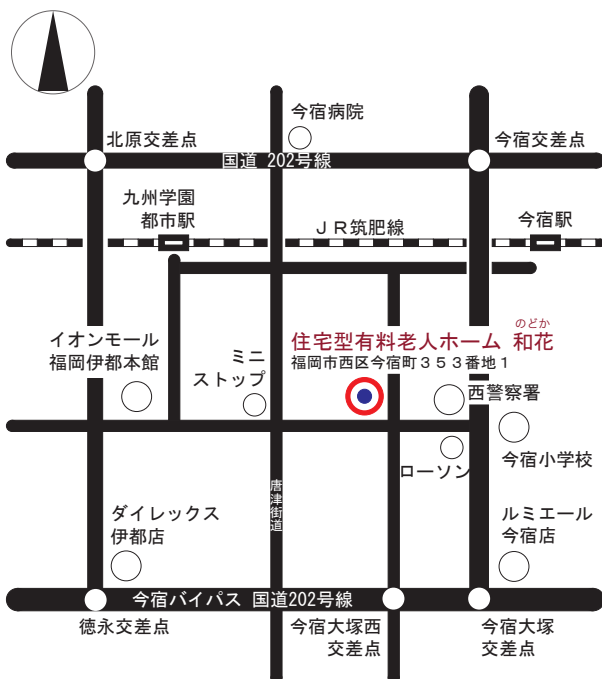 今宿病院
北原交差点
今宿交差点
国道 202号線
九州学園
都市駅
JR筑肥線
今宿駅
のどか
住宅型有料老人ホーム 和花
福岡市西区今宿町353番地1
イオンモール
福岡伊都本館
ミニ
ストップ
西警察署
今宿小学校
ローソン
唐津街道
ダイレックス
伊都店
ルミエール
今宿店
今宿バイパス 国道202号線
徳永交差点
今宿大塚西
交差点
今宿大塚
交差点